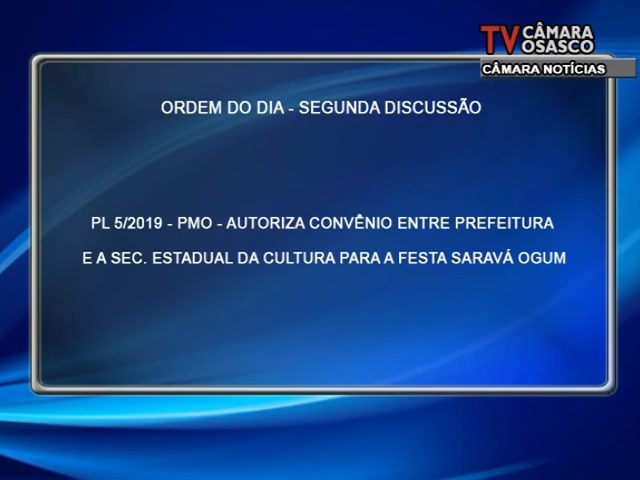 TV CÂMARA
OSASCO
CÂMARA NOTÍCIAS
ORDEM DO DIA - SEGUNDA DISCUSSÃO
PL 5/2019 - PMO - AUTORIZA CONVÊNIO ENTRE PREFEITURA
E A SEC. ESTADUAL DA CULTURA PARA A FESTA SARAVÁ OGUM